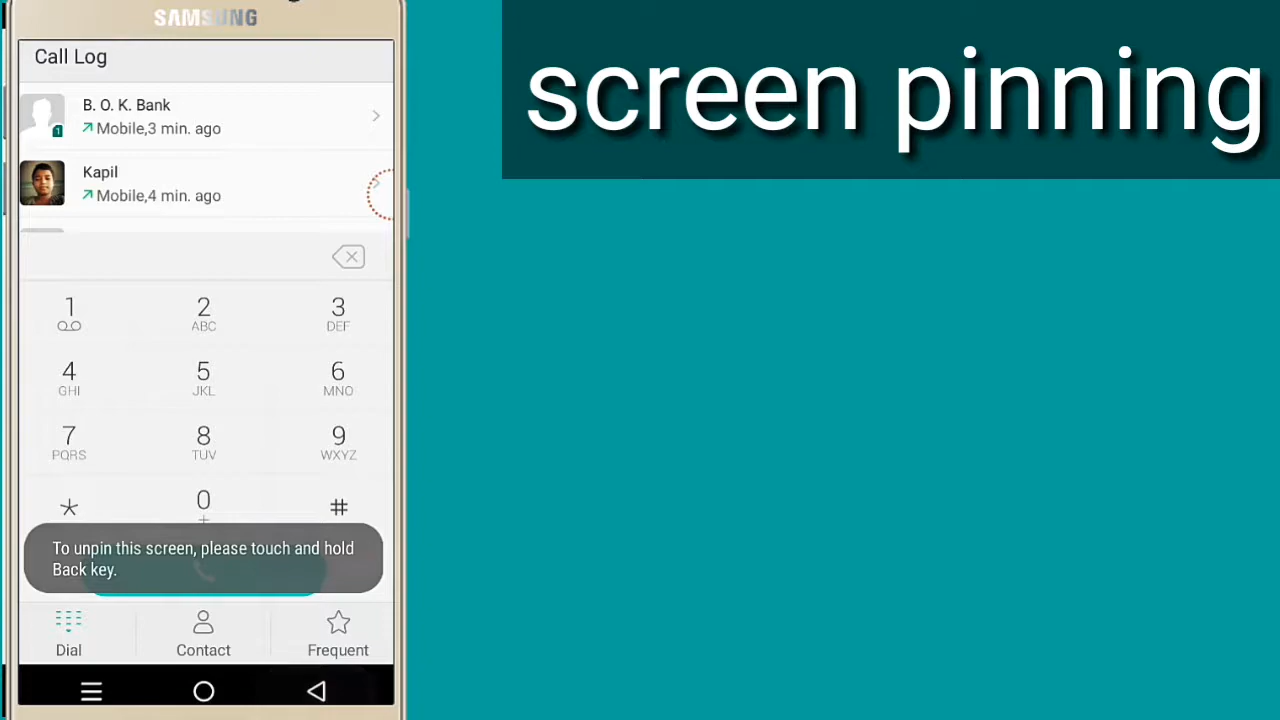 SAMSUNG
screen pinning
Call Log
B. O. K. Bank
Mobile,3 min. ago
1
Kapil
Mobile,4 min. ago
1
2
ABC
3
DEF
4
GHI
5
JKL
6
MNO
7
PQRS
8
TUV
9
WXYZ
*
0
+
#
To unpin this screen, please touch and hold
Back key.
Dial
Contact
Frequent